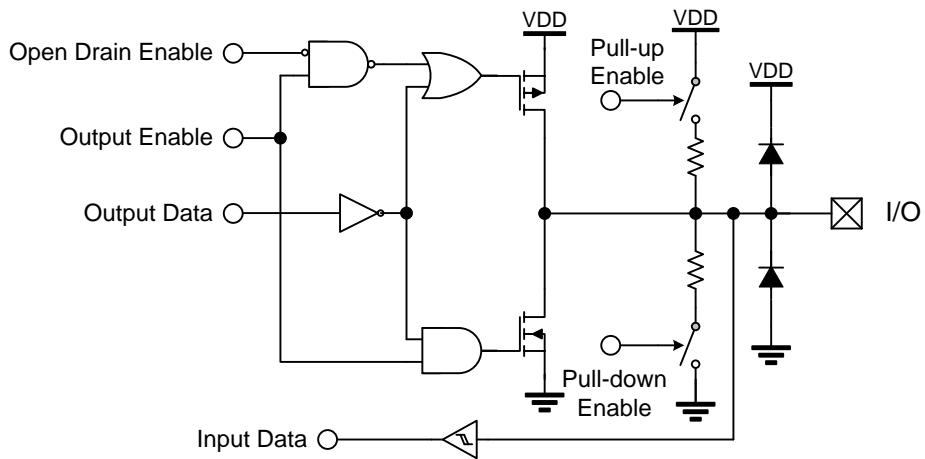 Open Drain Enable
Output Enable
Output Data
VDD
Pull-up
Enable
VDD
VDD
I/O
Pull-down
Enable
Input Data